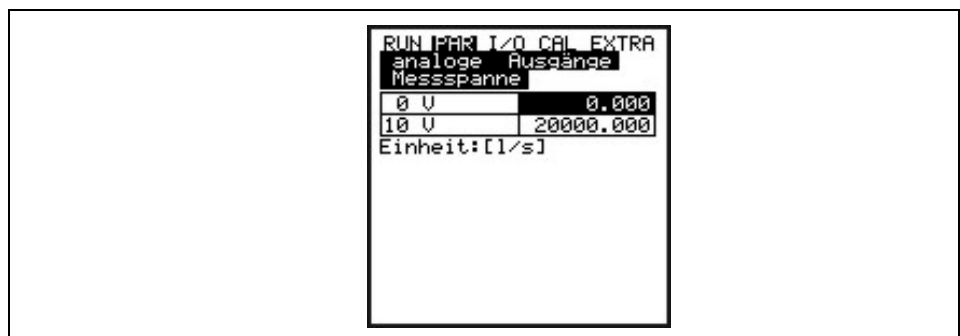 RUN PAR I/O CAL EXTRA
analoge Ausgänge
Messspanne
0 V 0.000
10 V 20000.000
Einheit:[l/s]